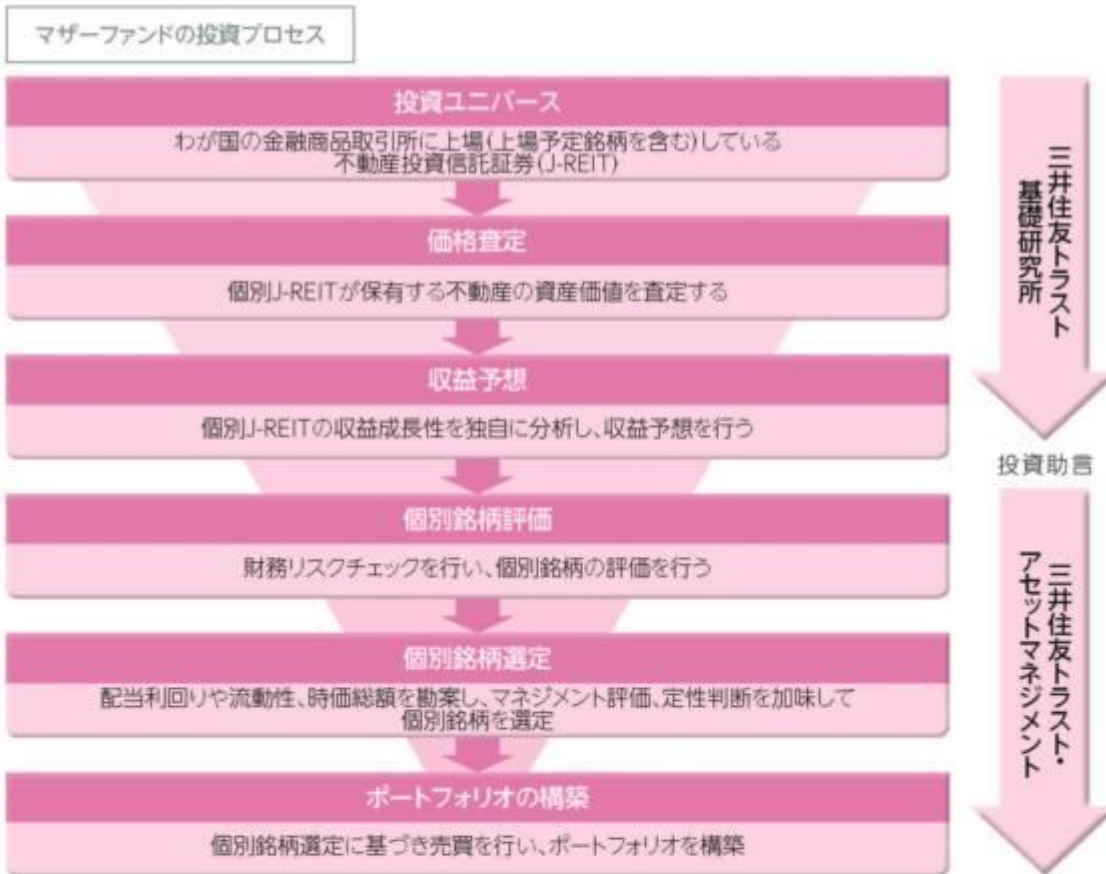 マザーファンドの投資プロセス
投資ユニバース
わが国の金融商品取引所に上場(上場予定銘柄を含む)している
不動産投資信託証券(J-REIT)
価格査定
個別J-REITが保有する不動産の資産価値を査定する
収益予想
個別J-REITの収益成長性を独自に分析し、収益予想を行う
個別銘柄評価
財務リスクチェックを行い、個別銘柄の評価を行う
個別銘柄選定
配当利回りや流動性、時価総額を勘案し、マネジメント評価、定性判断を加味して
個別銘柄を選定
ポートフォリオの構築
個別銘柄選定に基づき売買を行い、ポートフォリオを構築
三井住友トラスト
基礎研究所
投資助言
三井住友トラスト・
アセットマネジメント